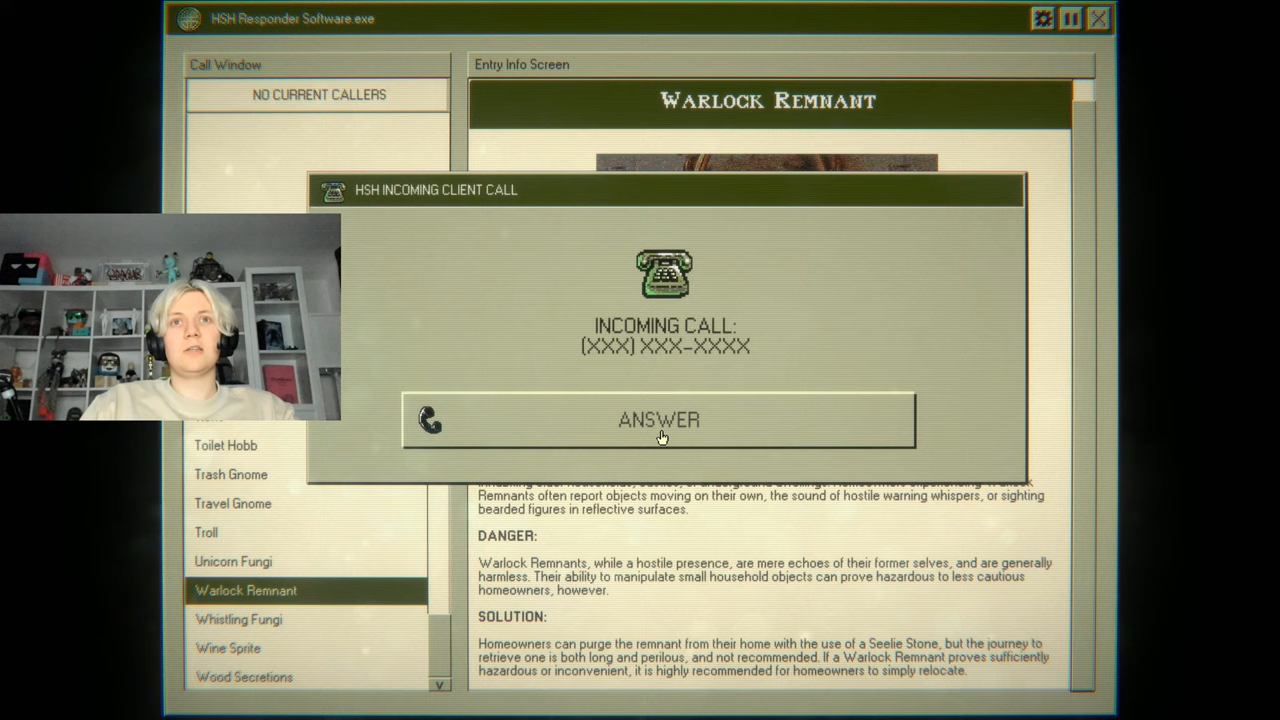 HSH Responder Software.exe
Call Window
Entry Info Screen
NO CURRENT CALLERS
WARLOCK REMNANT
HSH INCOMING CLIENT CALL
INCOMING CALL:
(XXX) XXX-XXXX
ANSWER
Toilet Hobb
Trash Gnome
Travel Gnome
Troll
Unicorn Fungi
Warlock Remnant
Whistling Fungi
Wine Sprite
Wood Secretions
Remnants often report objects moving on their own, the sound of hostile warning whispers, or sighting
bearded figures in reflective surfaces.
DANGER:
Warlock Remnants, while a hostile presence, are mere echoes of their former selves, and are generally
harmless. Their ability to manipulate small household objects can prove hazardous to less cautious
homeowners, however.
SOLUTION:
Homeowners can purge the remnant from their home with the use of a Seelie Stone, but the journey to
retrieve one is both long and perilous, and not recommended. If a Warlock Remnant proves sufficiently
hazardous or inconvenient, it is highly recommended for homeowners to simply relocate.